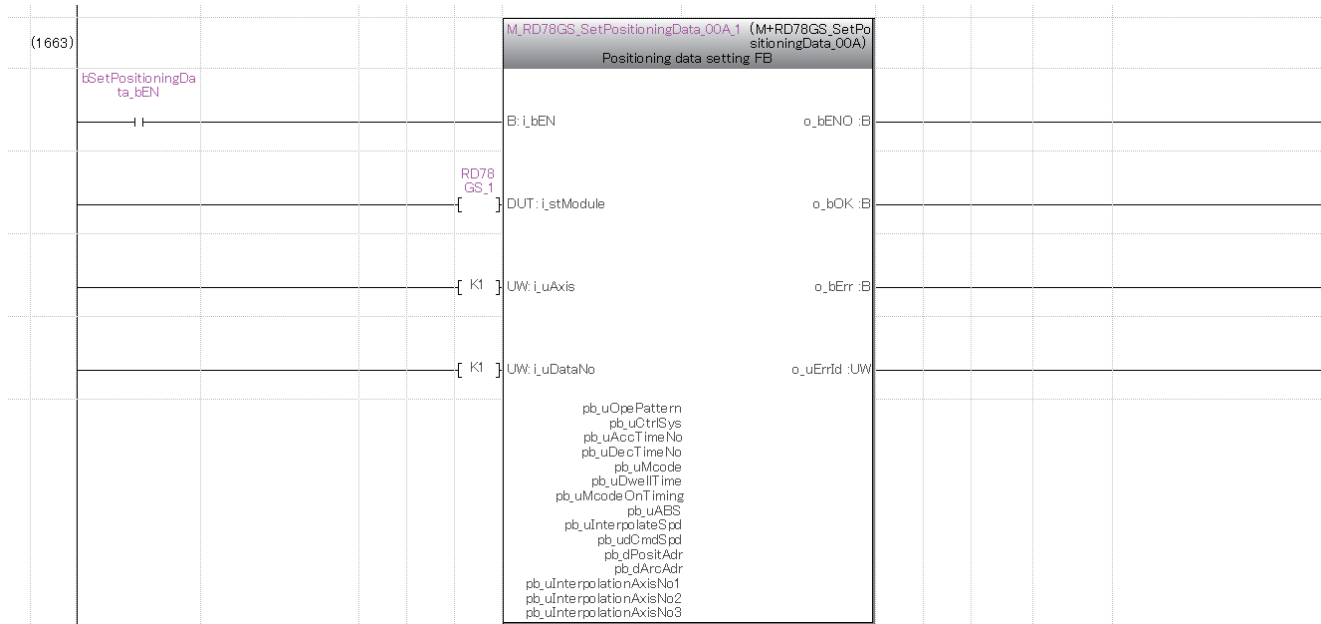 (1663)
M_RD78GS_SetPositioningData_00A_1 (M+RD78GS_SetPo
sitioningData_00A)
Positioning data setting FB
bSetPositioningDa
ta_bEN
B: i_bEN
o_bENO :B
RD78
GS_1
DUT: i_stModule
o_bOK :B
K1
UW: i_uAxis
o_bErr :B
K1
UW: i_uDataNo
o_uErrId :UW
pb_uOpePattern
pb_uCtrlSys
pb_uAccTimeNo
pb_uDecTimeNo
pb_uMcode
pb_uDwellTime
pb_uMcodeOnTiming
pb_uABS
pb_uInterpolateSpd
pb_udCmdSpd
pb_dPositAdr
pb_dArcAdr
pb_uInterpolationAxisNo1
pb_uInterpolationAxisNo2
pb_uInterpolationAxisNo3